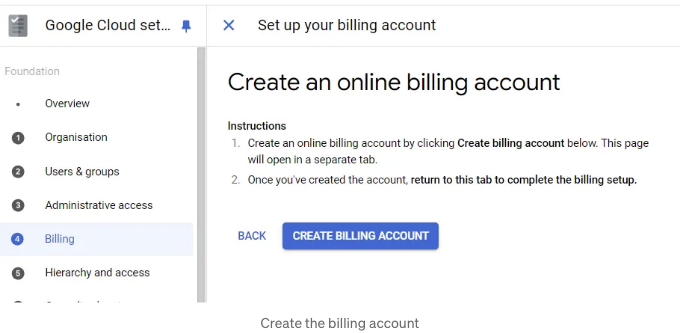 Google Cloud set...
Set up your billing account
Foundation
Overview
1 Organisation
2 Users & groups
3 Administrative access
4 Billing
5 Hierarchy and access
Create an online billing account
Instructions
1. Create an online billing account by clicking Create billing account below. This page
will open in a separate tab.
2. Once you've created the account, return to this tab to complete the billing setup.
BACK
CREATE BILLING ACCOUNT
Create the billing account